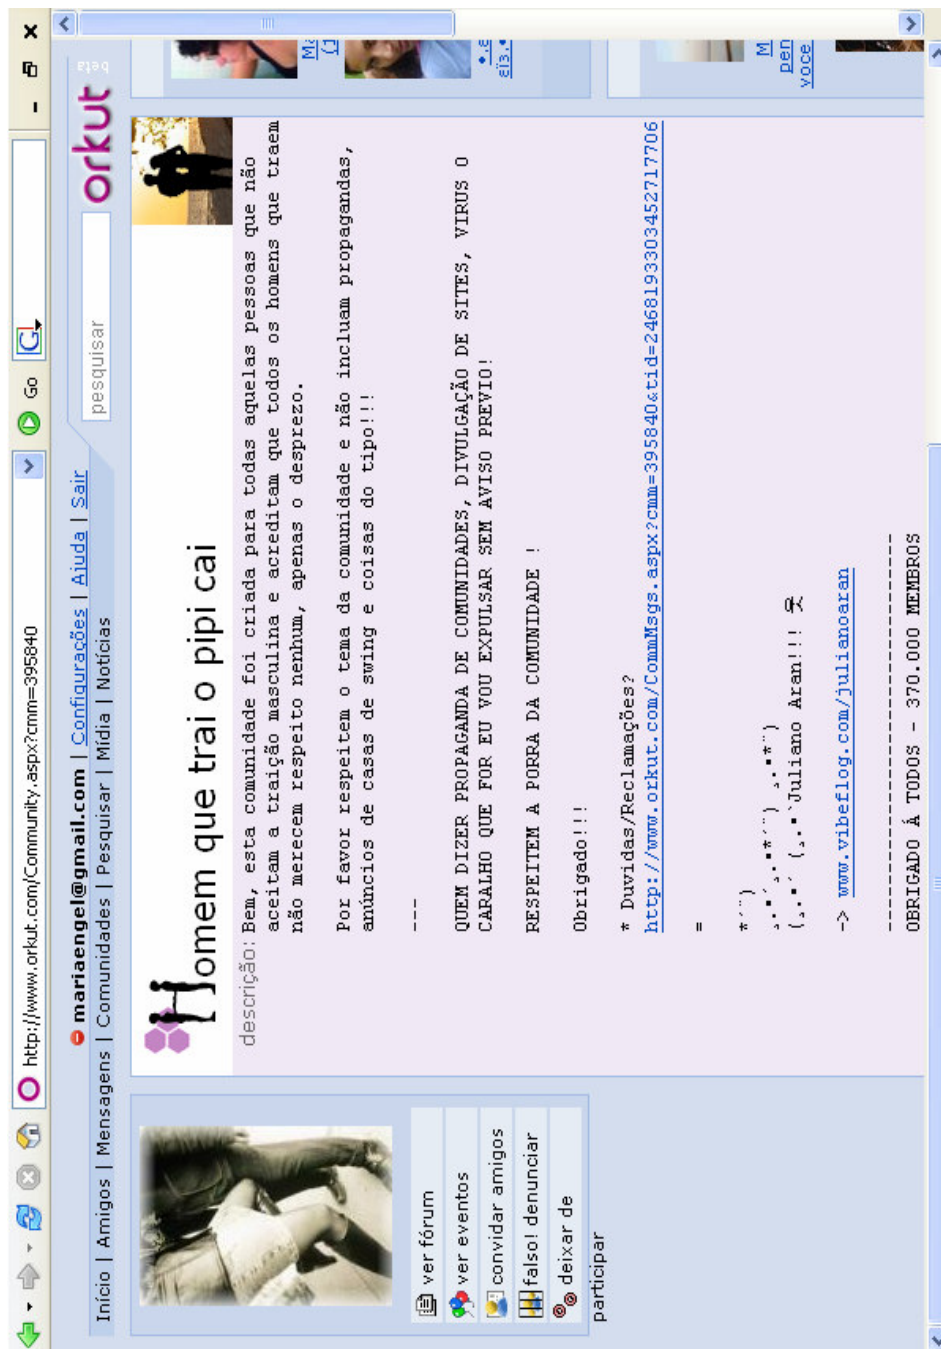 http://www.orkut.com/Community.aspx?cmm=395840
Go
G
mariaengel@gmail.com | Configurações | Ajuda | Sair
Início | Amigos | Mensagens | Comunidades | Pesquisar | Mídia | Notícias
pesquisar
orkut
beta
Homem que trai o pipi cai
descrição: Bem, esta comunidade foi criada para todas aquelas pessoas que não
aceitam a traição masculina e acreditam que todos os homens que traem
não merecem respeito nenhum, apenas o desprezo.
Por favor respeitem o tema da comunidade e não incluam propagandas,
anúncios de casas de swing e coisas do tipo!!!
---
QUEM DIZER PROPAGANDA DE COMUNIDADES, DIVULGAÇÃO DE SITES, VIRUS O
CARALHO QUE FOR EU VOU EXPULSAR SEM AVISO PREVIO!
RESPEITEM A PORRA DA COMUNIDADE !
Obrigado!!!
* Duvidas/Reclamações?
http://www.orkut.com/CommMsgs.aspx?cmm=395840&tid=2468193303452717706
=
*´¨)
¸.•´¸.•*´¨) ¸.•*¨)
(¸.•´ (¸.•`Juliano Aran!!! 웃
-> www.vibeflog.com/julianoaran
----------------------------------
OBRIGADO Á TODOS - 370.000 MEMBROS
ver fórum
ver eventos
convidar amigos
falso! denunciar
deixar de
participar
Ma
(1
•.a
eïs.•
M
pen
voce